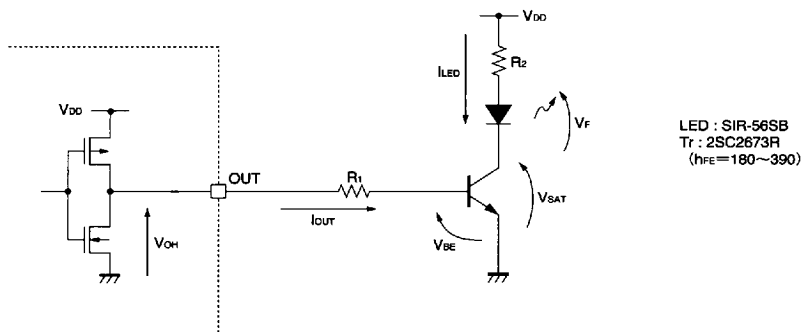 VDD
ILED
R2
VDD
VF
LED : SIR-56SB
Tr : 2SC2673R
(hFE=180~390)
OUT
R1
VSAT
IOUT
VOH
VBE